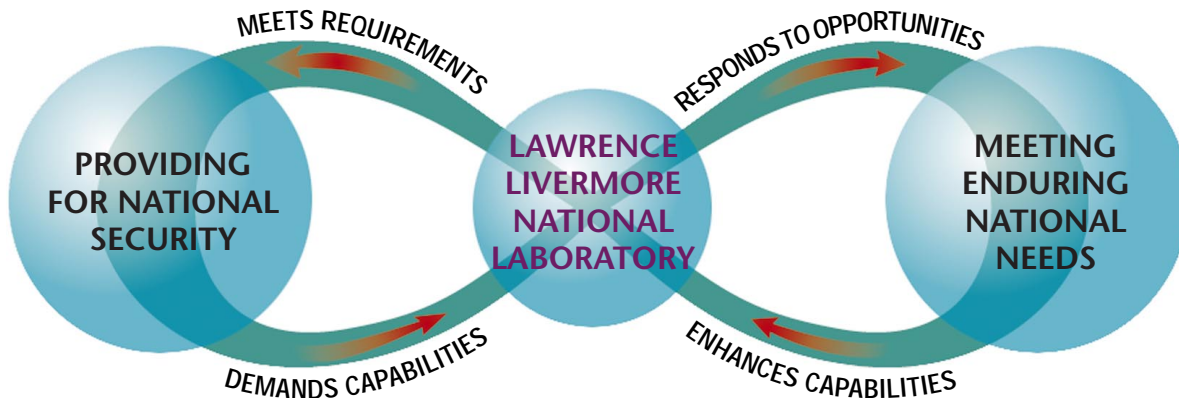 MEETS REQUIREMENTS
RESPONDS TO OPPORTUNITIES
PROVIDING
FOR NATIONAL
SECURITY
LAWRENCE
LIVERMORE
NATIONAL
LABORATORY
MEETING
ENDURING
NATIONAL
NEEDS
DEMANDS CAPABILITIES
ENHANCES CAPABILITIES